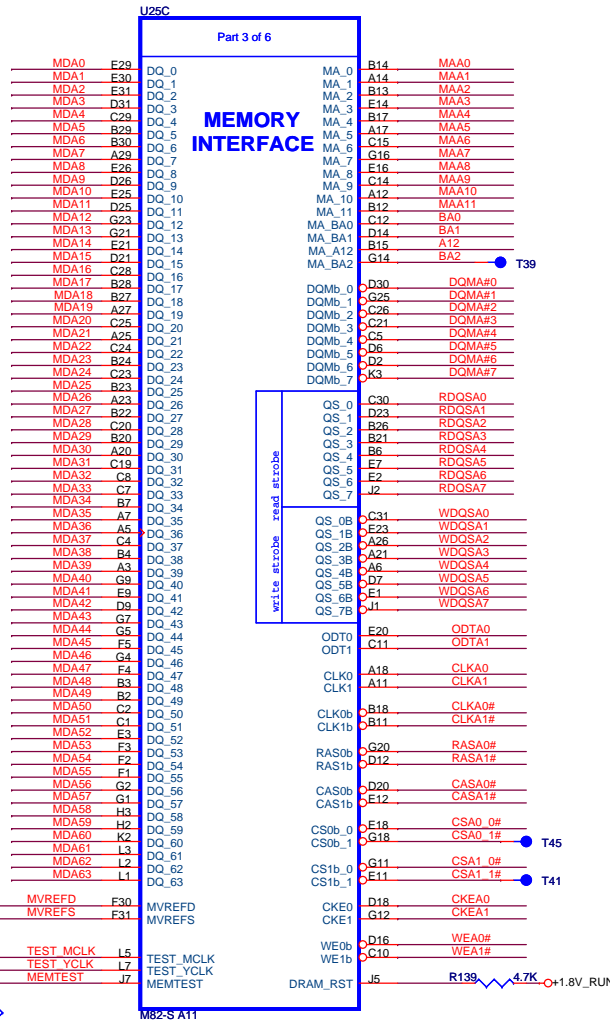 U25C
Part 3 of 6
MEMORY
INTERFACE
MDA0 E29 DQ_0
MDA1 E30 DQ_1
MDA2 E31 DQ_2
MDA3 D31 DQ_3
MDA4 C29 DQ_4
MDA5 B29 DQ_5
MDA6 B30 DQ_6
MDA7 A29 DQ_7
MDA8 E26 DQ_8
MDA9 D26 DQ_9
MDA10 E25 DQ_10
MDA11 D25 DQ_11
MDA12 G23 DQ_12
MDA13 G21 DQ_13
MDA14 E21 DQ_14
MDA15 D21 DQ_15
MDA16 C28 DQ_16
MDA17 B28 DQ_17
MDA18 B27 DQ_18
MDA19 A27 DQ_19
MDA20 C25 DQ_20
MDA21 A25 DQ_21
MDA22 C24 DQ_22
MDA23 B24 DQ_23
MDA24 C23 DQ_24
MDA25 B23 DQ_25
MDA26 A23 DQ_26
MDA27 B22 DQ_27
MDA28 C20 DQ_28
MDA29 B20 DQ_29
MDA30 A20 DQ_30
MDA31 C19 DQ_31
MDA32 C8 DQ_32
MDA33 C7 DQ_33
MDA34 B7 DQ_34
MDA35 A7 DQ_35
MDA36 A5 DQ_36
MDA37 C4 DQ_37
MDA38 B4 DQ_38
MDA39 A3 DQ_39
MDA40 G9 DQ_40
MDA41 E9 DQ_41
MDA42 D9 DQ_42
MDA43 G7 DQ_43
MDA44 G5 DQ_44
MDA45 F5 DQ_45
MDA46 G4 DQ_46
MDA47 F4 DQ_47
MDA48 B3 DQ_48
MDA49 B2 DQ_49
MDA50 C2 DQ_50
MDA51 C1 DQ_51
MDA52 E3 DQ_52
MDA53 F3 DQ_53
MDA54 F2 DQ_54
MDA55 F1 DQ_55
MDA56 G2 DQ_56
MDA57 G1 DQ_57
MDA58 H3 DQ_58
MDA59 H2 DQ_59
MDA60 K2 DQ_60
MDA61 L3 DQ_61
MDA62 L2 DQ_62
MDA63 L1 DQ_63
MVREFD F30 MVREFD
MVREFS F31 MVREFS
TEST_MCLK L5 TEST_MCLK
TEST_YCLK L7 TEST_YCLK
MEMTEST J7 MEMTEST
MA_0 B14 MAA0
MA_1 A14 MAA1
MA_2 B13 MAA2
MA_3 E14 MAA3
MA_4 B17 MAA4
MA_5 A17 MAA5
MA_6 C15 MAA6
MA_7 G16 MAA7
MA_8 E16 MAA8
MA_9 C14 MAA9
MA_10 A12 MAA10
MA_11 B12 MAA11
MA_BA0 C12 BA0
MA_BA1 D14 BA1
MA_A12 B15 A12
MA_BA2 G14 BA2 T39
DQMb_0 D30 DQMA#0
DQMb_1 G25 DQMA#1
DQMb_2 C26 DQMA#2
DQMb_3 C21 DQMA#3
DQMb_4 C5 DQMA#4
DQMb_5 D6 DQMA#5
DQMb_6 D2 DQMA#6
DQMb_7 K3 DQMA#7
read strobe
QS_0 C30 RDQSA0
QS_1 D23 RDQSA1
QS_2 B26 RDQSA2
QS_3 B21 RDQSA3
QS_4 B6 RDQSA4
QS_5 E7 RDQSA5
QS_6 E2 RDQSA6
QS_7 J2 RDQSA7
write strobe
QS_0B C31 WDQSA0
QS_1B E23 WDQSA1
QS_2B A26 WDQSA2
QS_3B A21 WDQSA3
QS_4B A6 WDQSA4
QS_5B D7 WDQSA5
QS_6B E1 WDQSA6
QS_7B J1 WDQSA7
ODT0 E20 ODTA0
ODT1 C11 ODTA1
CLK0 A18 CLKA0
CLK1 A11 CLKA1
CLK0b B18 CLKA0#
CLK1b B11 CLKA1#
RAS0b G20 RASA0#
RAS1b D12 RASA1#
CAS0b D20 CASA0#
CAS1b E12 CASA1#
CS0b_0 E18 CSA0_0#
CS0b_1 G18 CSA0_1# T45
CS1b_0 G11 CSA1_0#
CS1b_1 E11 CSA1_1# T41
CKE0 D18 CKEA0
CKE1 G12 CKEA1
WE0b D16 WEA0#
WE1b C10 WEA1#
DRAM_RST J5 R139 4.7K +1.8V_RUN
M82-S A11